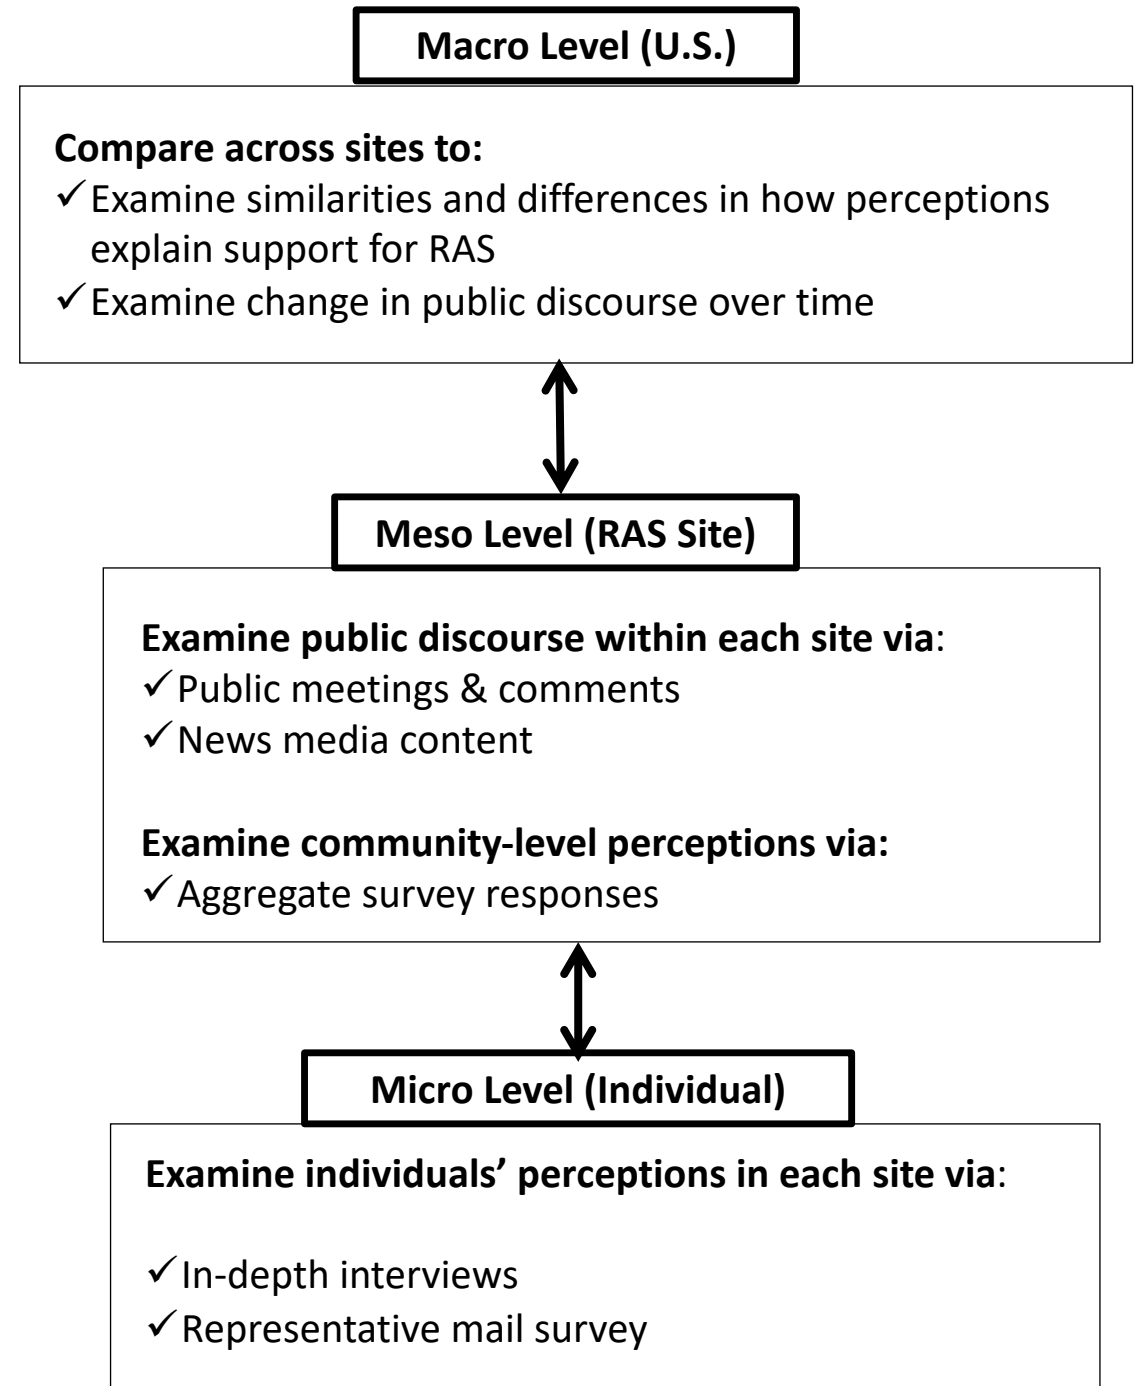 Macro Level (U.S.)
Compare across sites to:
✓ Examine similarities and differences in how perceptions
explain support for RAS
✓ Examine change in public discourse over time
Meso Level (RAS Site)
Examine public discourse within each site via:
✓ Public meetings & comments
✓ News media content
Examine community-level perceptions via:
✓ Aggregate survey responses
Micro Level (Individual)
Examine individuals’ perceptions in each site via:
✓ In-depth interviews
✓ Representative mail survey